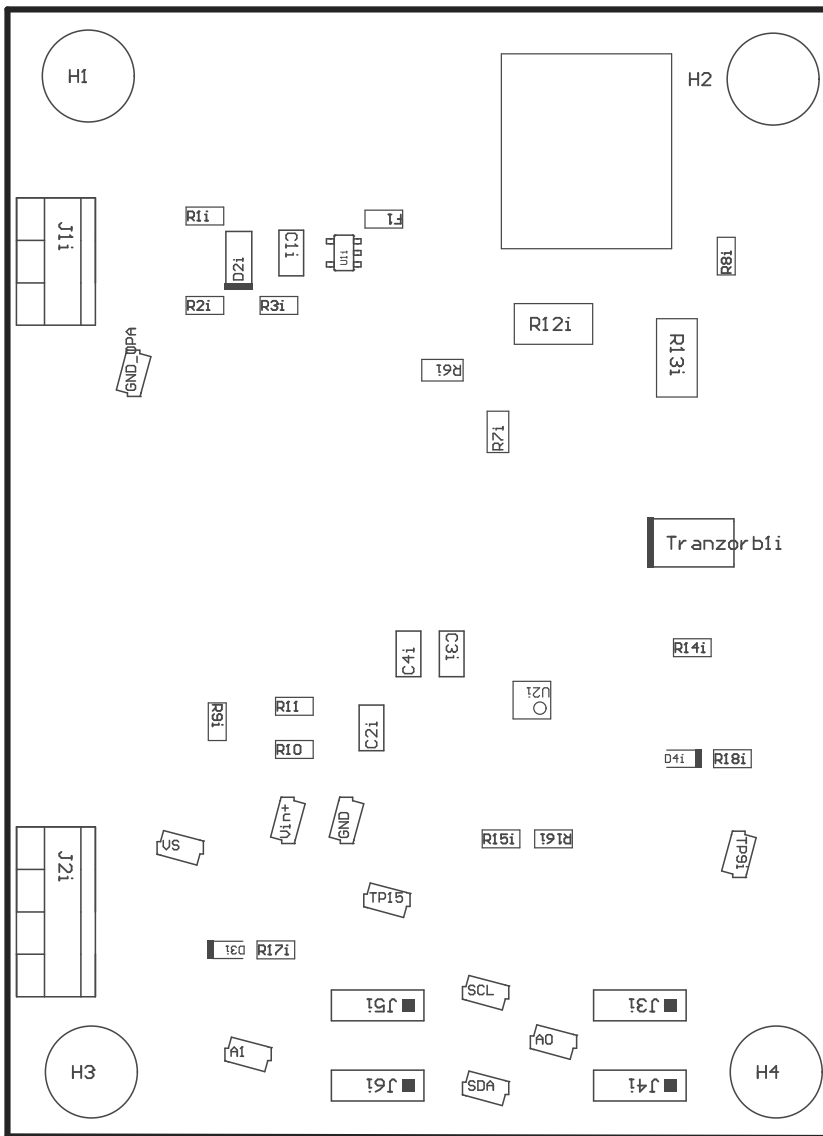 H1
H2
R1i
F1
J1i
D2i
C1i
U1i
R8i
R2i
R3i
R12i
R13i
GND_DPA
R6i
R7i
Tranzorb1i
C4i
C3i
R14i
U2i
R9i
R11
C2i
R10
D4i
R18i
Vin+
GND
VS
R15i
R16i
TP9i
J2i
TP15
D3i
R17i
SCL
J5i
J3i
A1
A0
H3
J6i
SDA
J4i
H4